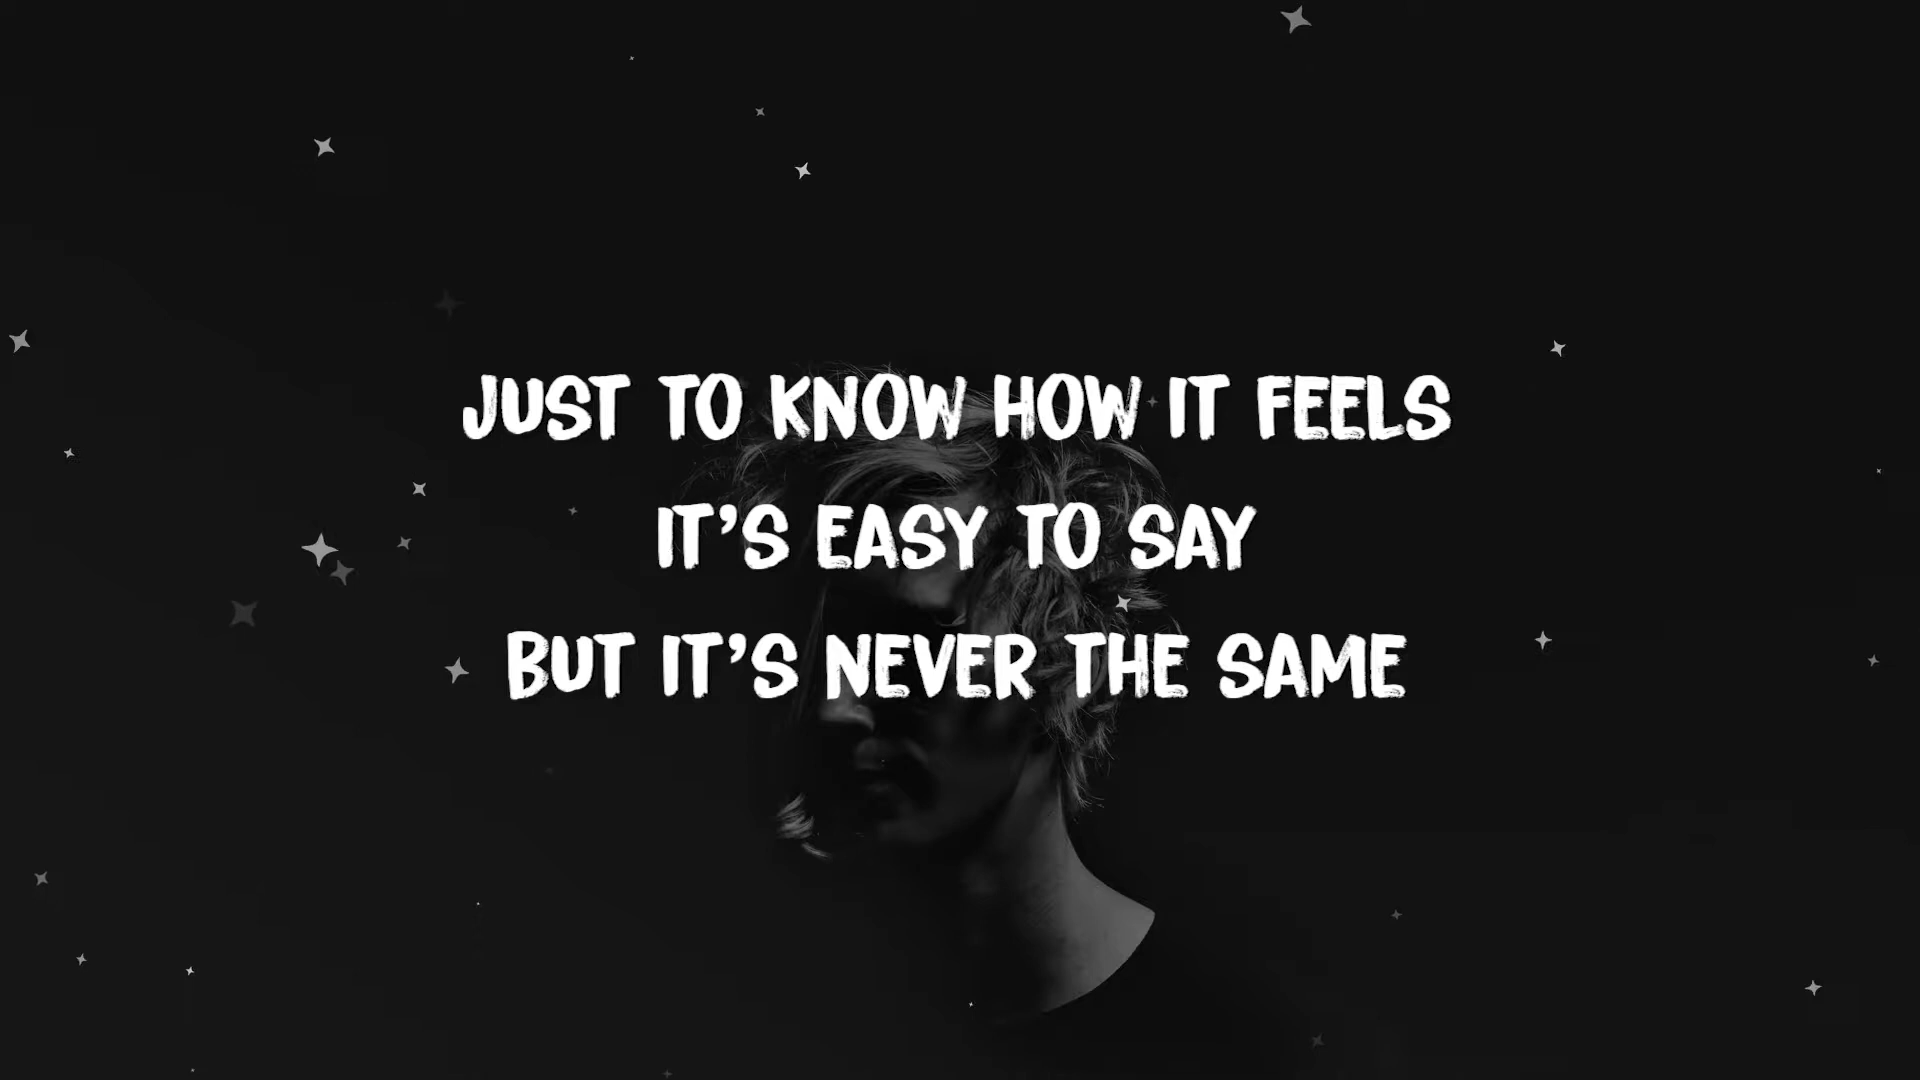 JUST TO KNOW HOW IT FEELS
IT'S EASY TO SAY
BUT IT'S NEVER THE SAME